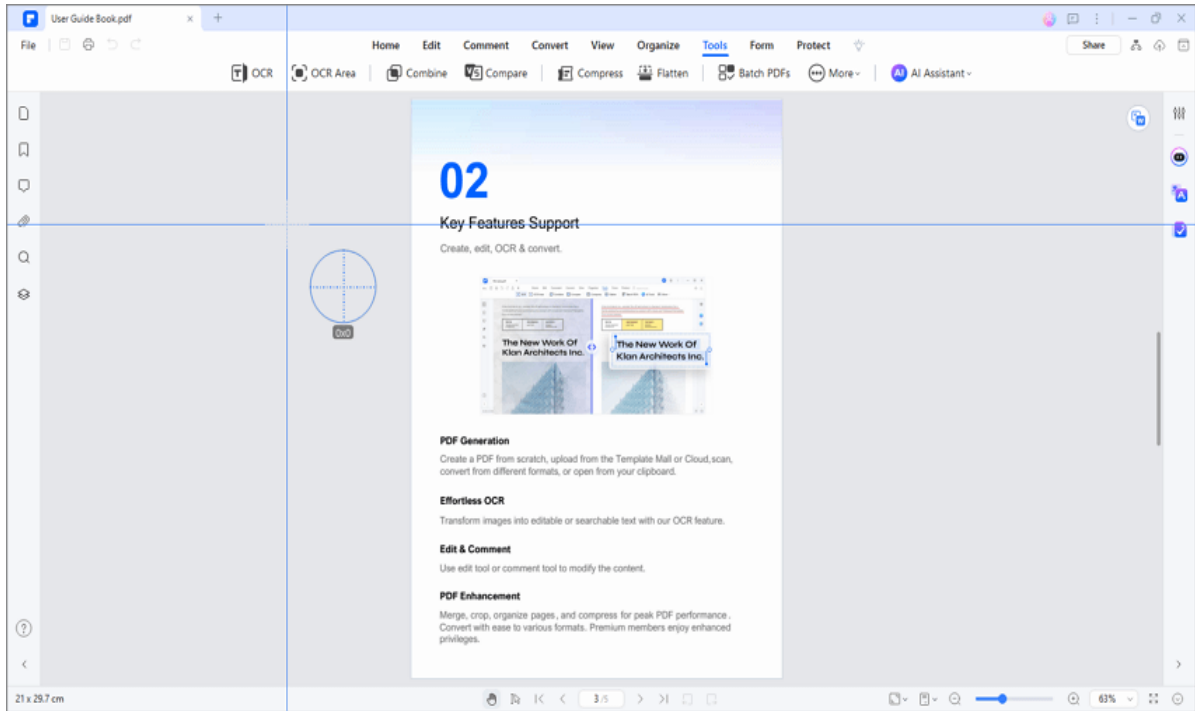 User Guide Book.pdf
File
Home Edit Comment Convert View Organize Tools Form Protect
Share
OCR OCR Area Combine Compare Compress Flatten Batch PDFs More AI Assistant
02
Key Features Support
Create, edit, OCR & convert.
The New Work Of
Klan Architects Inc.
The New Work Of
Klan Architects Inc.
0x0
PDF Generation
Create a PDF from scratch, upload from the Template Mall or Cloud,scan,
convert from different formats, or open from your clipboard.
Effortless OCR
Transform images into editable or searchable text with our OCR feature.
Edit & Comment
Use edit tool or comment tool to modify the content.
PDF Enhancement
Merge, crop, organize pages, and compress for peak PDF performance.
Convert with ease to various formats. Premium members enjoy enhanced
privileges.
21 x 29.7 cm
3/5
63%